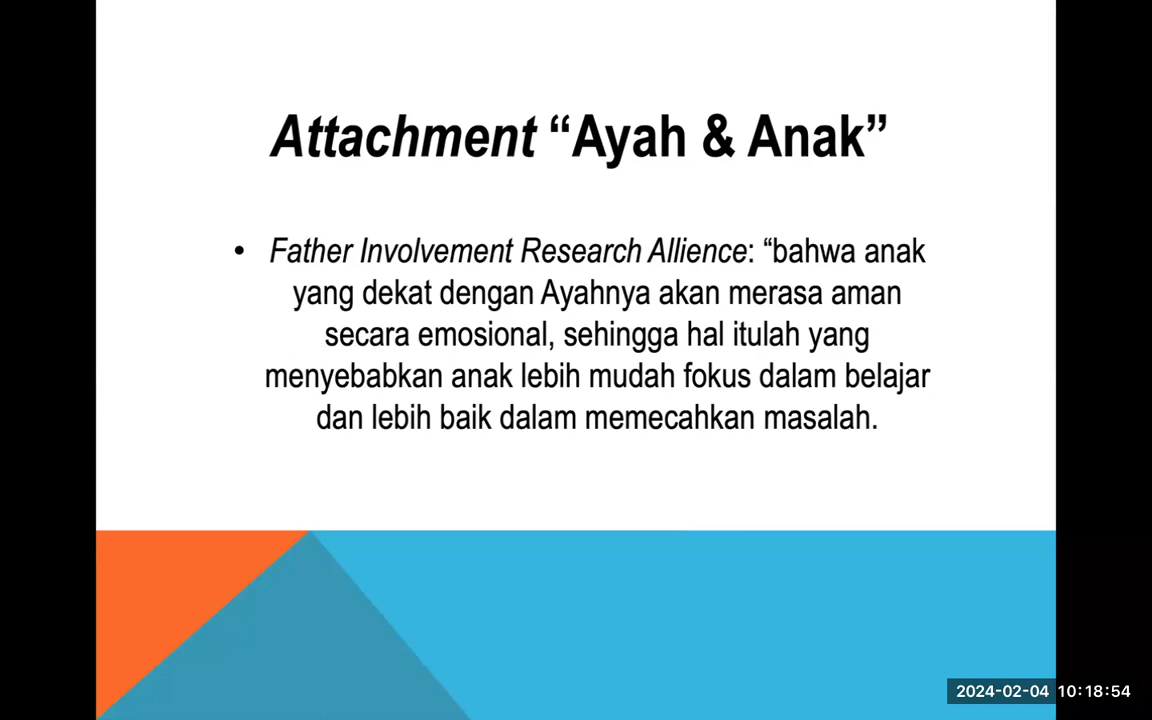 Attachment “Ayah & Anak”
• Father Involvement Research Allience: “bahwa anak
yang dekat dengan Ayahnya akan merasa aman
secara emosional, sehingga hal itulah yang
menyebabkan anak lebih mudah fokus dalam belajar
dan lebih baik dalam memecahkan masalah.
2024-02-04 10:18:54